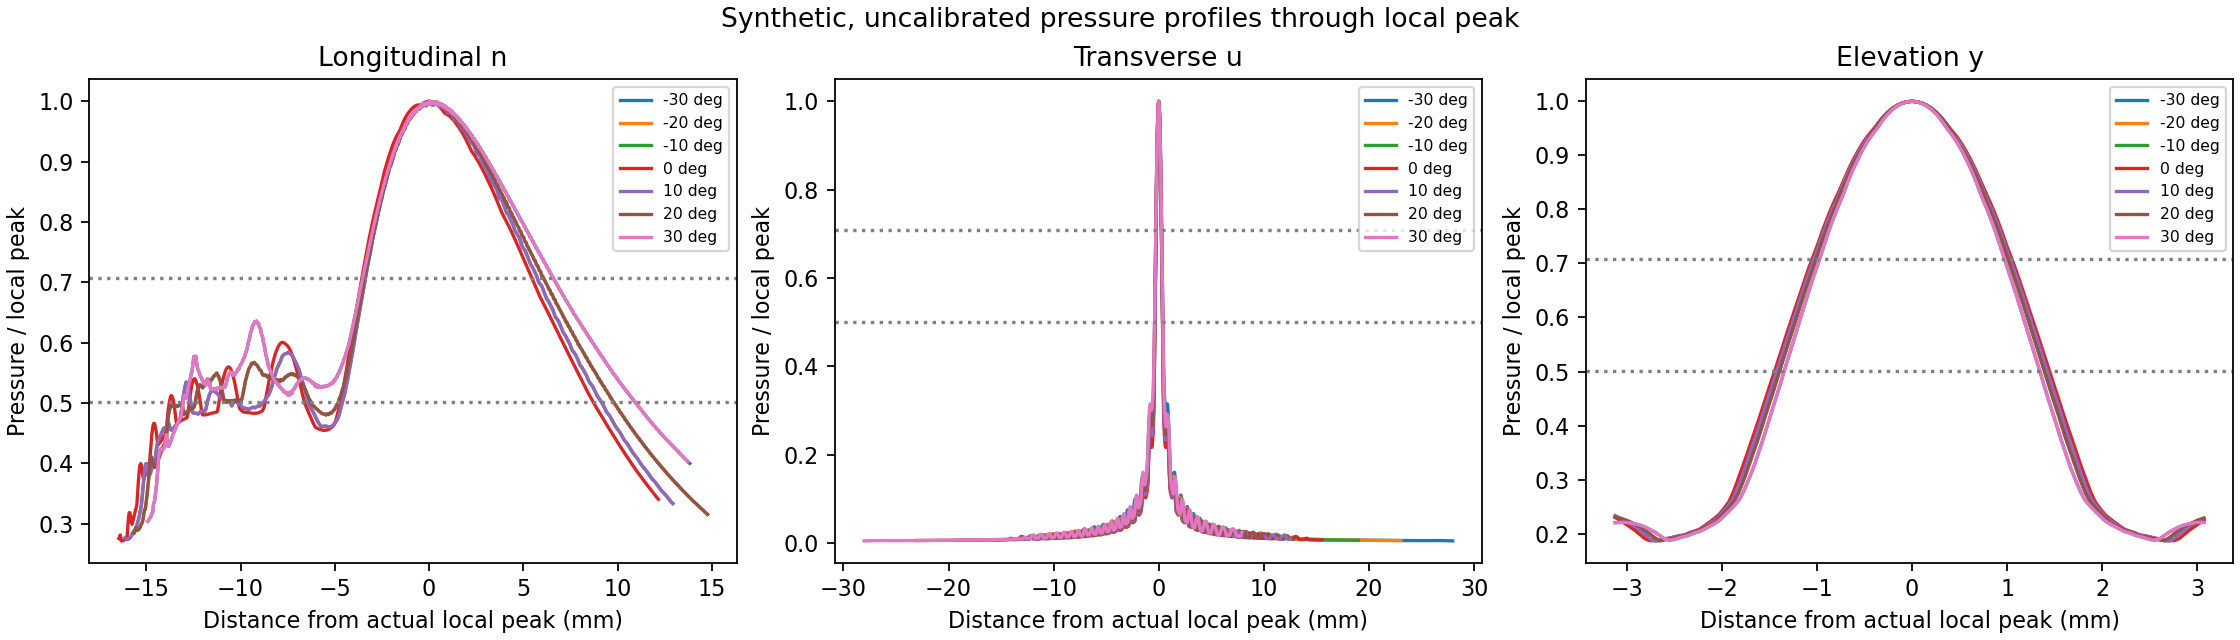 Synthetic, uncalibrated pressure profiles through local peak
Longitudinal n
Pressure / local peak
1.0
0.9
0.8
0.7
0.6
0.5
0.4
0.3
−15
−10
−5
0
5
10
15
Distance from actual local peak (mm)
-30 deg
-20 deg
-10 deg
0 deg
10 deg
20 deg
30 deg
Transverse u
Pressure / local peak
1.0
0.8
0.6
0.4
0.2
0.0
−30
−20
−10
0
10
20
30
Distance from actual local peak (mm)
-30 deg
-20 deg
-10 deg
0 deg
10 deg
20 deg
30 deg
Elevation y
Pressure / local peak
1.0
0.9
0.8
0.7
0.6
0.5
0.4
0.3
0.2
−3
−2
−1
0
1
2
3
Distance from actual local peak (mm)
-30 deg
-20 deg
-10 deg
0 deg
10 deg
20 deg
30 deg